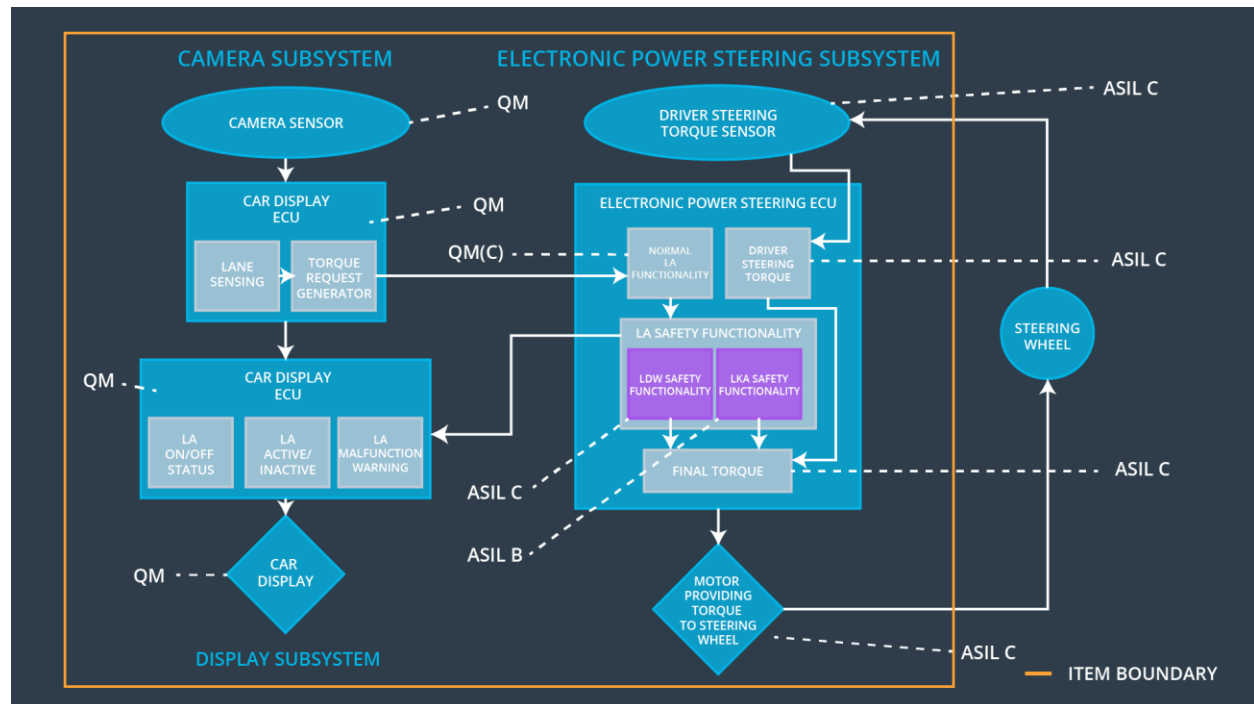 CAMERA SUBSYSTEM
ELECTRONIC POWER STEERING SUBSYSTEM
CAMERA SENSOR
QM
DRIVER STEERING
TORQUE SENSOR
ASIL C
CAR DISPLAY
ECU
QM
LANE
SENSING
TORQUE
REQUEST
GENERATOR
ELECTRONIC POWER STEERING ECU
QM(C)
NORMAL
LA
FUNCTIONALITY
DRIVER
STEERING
TORQUE
ASIL C
LA SAFETY FUNCTIONALITY
LDW SAFETY
FUNCTIONALITY
LKA SAFETY
FUNCTIONALITY
STEERING
WHEEL
QM
CAR DISPLAY
ECU
LA
ON/OFF
STATUS
LA
ACTIVE/
INACTIVE
LA
MALFUNCTION
WARNING
FINAL TORQUE
ASIL C
ASIL C
ASIL B
QM
CAR
DISPLAY
MOTOR
PROVIDING
TORQUE
TO STEERING
WHEEL
ASIL C
DISPLAY SUBSYSTEM
ITEM BOUNDARY